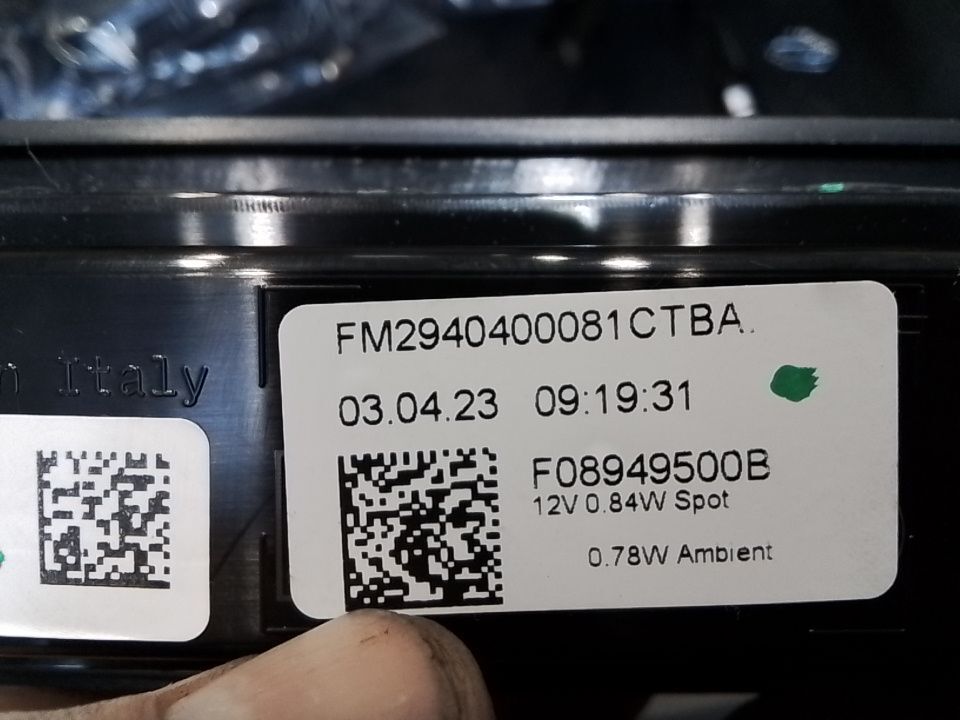 FM2940400081CTBA.
03.04.23 09:19:31
F08949500B
12V 0.84W Spot
0.78W Ambient
n Italy